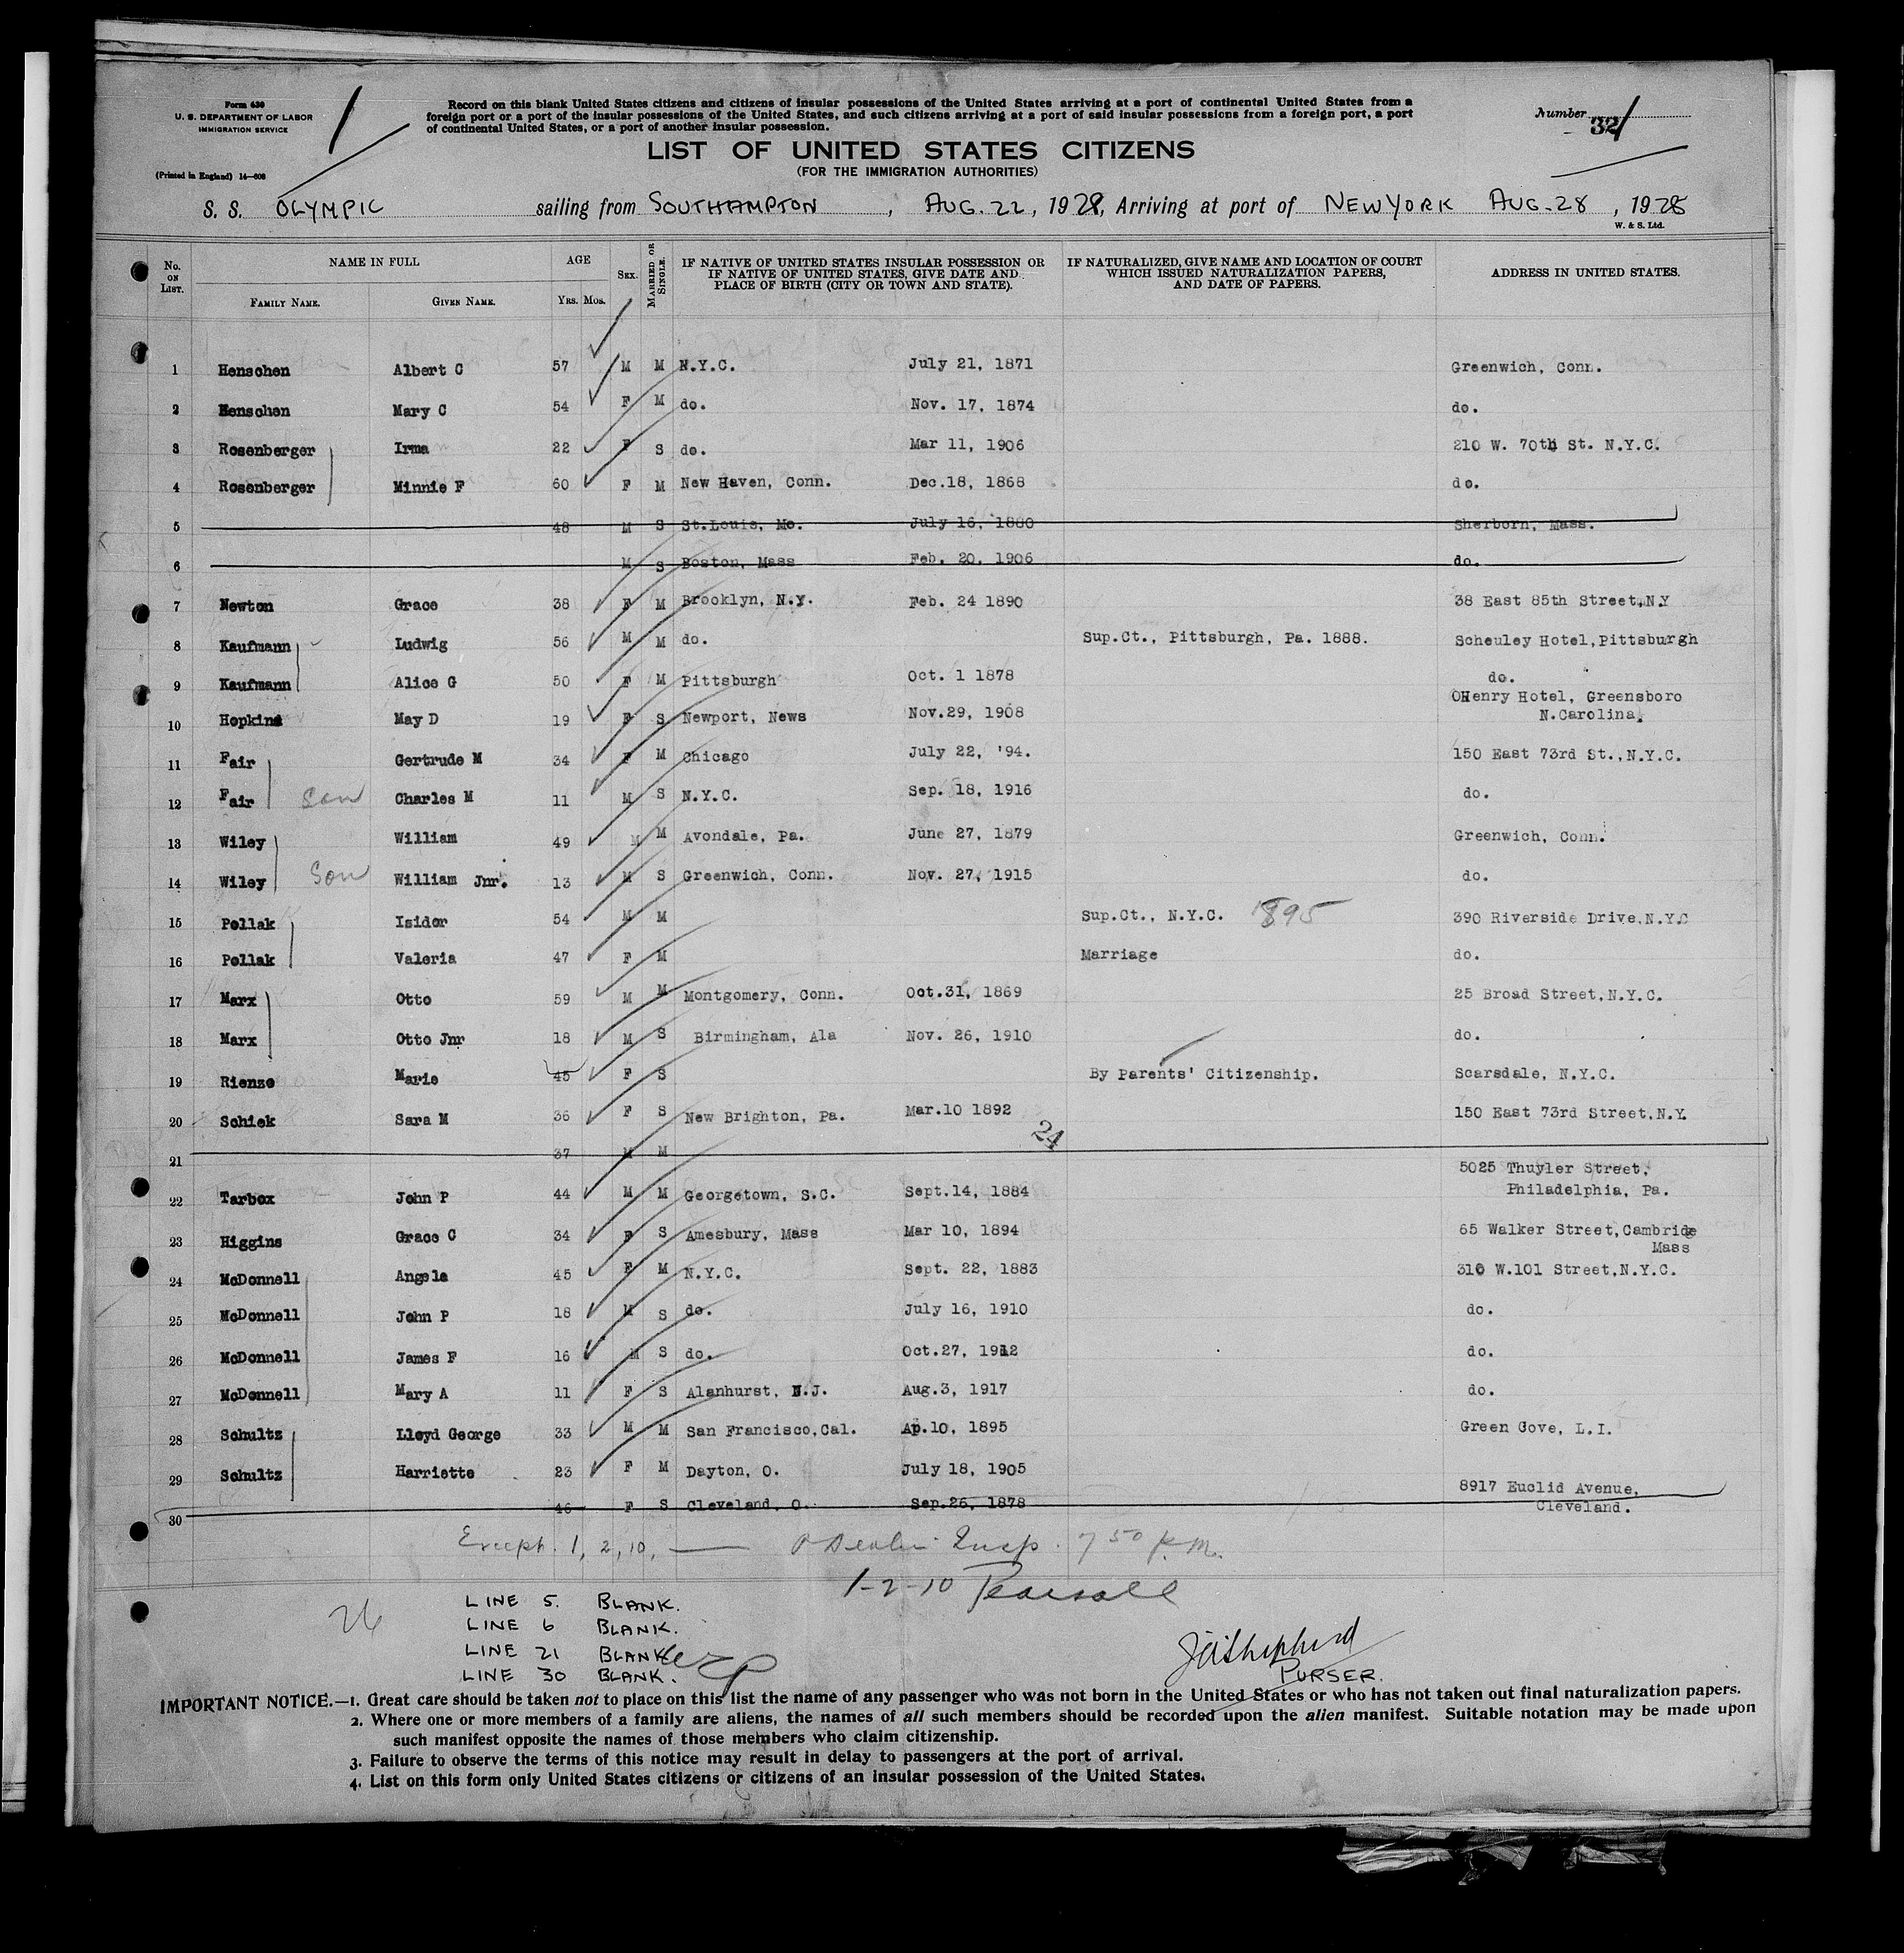 Form 630
U. S. DEPARTMENT OF LABOR
IMMIGRATION SERVICE
(Printed in England) 14—608
Record on this blank United States citizens and citizens of insular possessions of the United States arriving at a port of continental United States from a
foreign port or a port of the insular possessions of the United States, and such citizens arriving at a port of said insular possessions from a foreign port, a port
of continental United States, or a port of another insular possession.
Number 32
LIST OF UNITED STATES CITIZENS
(FOR THE IMMIGRATION AUTHORITIES)
S. S. OLYMPIC sailing from SOUTHAMPTON, AUG. 22, 1928, Arriving at port of NEW YORK AUG-28, 1928
W. & S. Ltd.
No. ON LIST. NAME IN FULL FAMILY NAME. GIVEN NAME. AGE YRS. MOS. SEX. MARRIED OR SINGLE. IF NATIVE OF UNITED STATES INSULAR POSSESSION OR IF NATIVE OF UNITED STATES, GIVE DATE AND PLACE OF BIRTH (CITY OR TOWN AND STATE). IF NATURALIZED, GIVE NAME AND LOCATION OF COURT WHICH ISSUED NATURALIZATION PAPERS, AND DATE OF PAPERS. ADDRESS IN UNITED STATES.
1 Henschen Albert C 57 M M N.Y.C. July 21, 1871 Greenwich, Conn.
2 Henschen Mary C 54 F M do. Nov. 17, 1874 do.
3 Rosenberger Irma 22 F S do. Mar 11, 1906 210 W. 70th St. N.Y.C.
4 Rosenberger Minnie F 60 F M New Haven, Conn. Dec.18, 1868 do.
5 48 M S St.Louis, Mo. July 16, 1880 Sherborn, Mass.
6 M S Boston, Mass Feb. 20, 1906 do.
7 Newton Grace 38 F M Brooklyn, N.Y. Feb. 24 1890 38 East 85th Street,N.Y
8 Kaufmann Ludwig 56 M M do. Sup.Ct., Pittsburgh, Pa. 1888. Scheuley Hotel,Pittsburgh
9 Kaufmann Alice G 50 F M Pittsburgh Oct. 1 1878 do.
10 Hopkins May D 19 F S Newport, News Nov.29, 1908 OHenry Hotel, Greensboro
N.Carolina.
11 Fair Gertrude M 34 F M Chicago July 22, '94. 150 East 73rd St.,N.Y.C.
12 Fair son Charles M 11 M S N.Y.C. Sep. 18, 1916 do.
13 Wiley William 49 M M Avondale, Pa. June 27, 1879 Greenwich, Conn.
14 Wiley Son William Jnr. 13 M S Greenwich, Conn. Nov. 27, 1915 do.
15 Pollak Isidor 54 M M Sup.Ct., N.Y.C. 1895 390 Riverside Drive.N.Y.C
16 Pollak Valeria 47 F M Marriage do.
17 Marx Otto 59 M M Montgomery, Conn. Oct.31, 1869 25 Broad Street,N.Y.C.
18 Marx Otto Jnr 18 M S Birmingham, Ala Nov. 26, 1910 do.
19 Rienze Marie 45 F S By Parents' Citizenship. Scarsdale, N.Y.C.
20 Schiek Sara M 36 F S New Brighton, Pa. Mar.10 1892 150 East 73rd Street.N.Y.
24
21 37 M M
22 Tarbox John P 44 M M Georgetown, S.C. Sept.14, 1884 5025 Thuyler Street,
Philadelphia, Pa.
23 Higgins Grace C 34 F S Amesbury, Mass Mar 10, 1894 65 Walker Street,Cambridge
Mass
24 McDonnell Angela 45 F M N.Y.C. Sept. 22, 1883 310 W.101 Street,N.Y.C.
25 McDonnell John P 18 M S do. July 16, 1910 do.
26 McDonnell James F 16 M S do. Oct.27, 1912 do.
27 McDonnell Mary A 11 F S Alanhurst, N.J. Aug.3, 1917 do.
28 Schultz Lloyd George 33 M M San Francisco,Cal. Ap.10, 1895 Green Cove, L.I.
29 Schultz Harriette 23 F M Dayton, O. July 18, 1905
30 46 F S Cleveland, O. Sep.26, 1878 8917 Euclid Avenue,
Cleveland.
Except. 1, 2, 10, Insp. 7 50 P.M.
1-2-10 Pearsall
26
LINE 5. BLANK.
LINE 6 BLANK.
LINE 21 BLANK
LINE 30 BLANK.
PURSER.
IMPORTANT NOTICE.—1. Great care should be taken not to place on this list the name of any passenger who was not born in the United States or who has not taken out final naturalization papers.
2. Where one or more members of a family are aliens, the names of all such members should be recorded upon the alien manifest. Suitable notation may be made upon
such manifest opposite the names of those members who claim citizenship.
3. Failure to observe the terms of this notice may result in delay to passengers at the port of arrival.
4. List on this form only United States citizens or citizens of an insular possession of the United States.